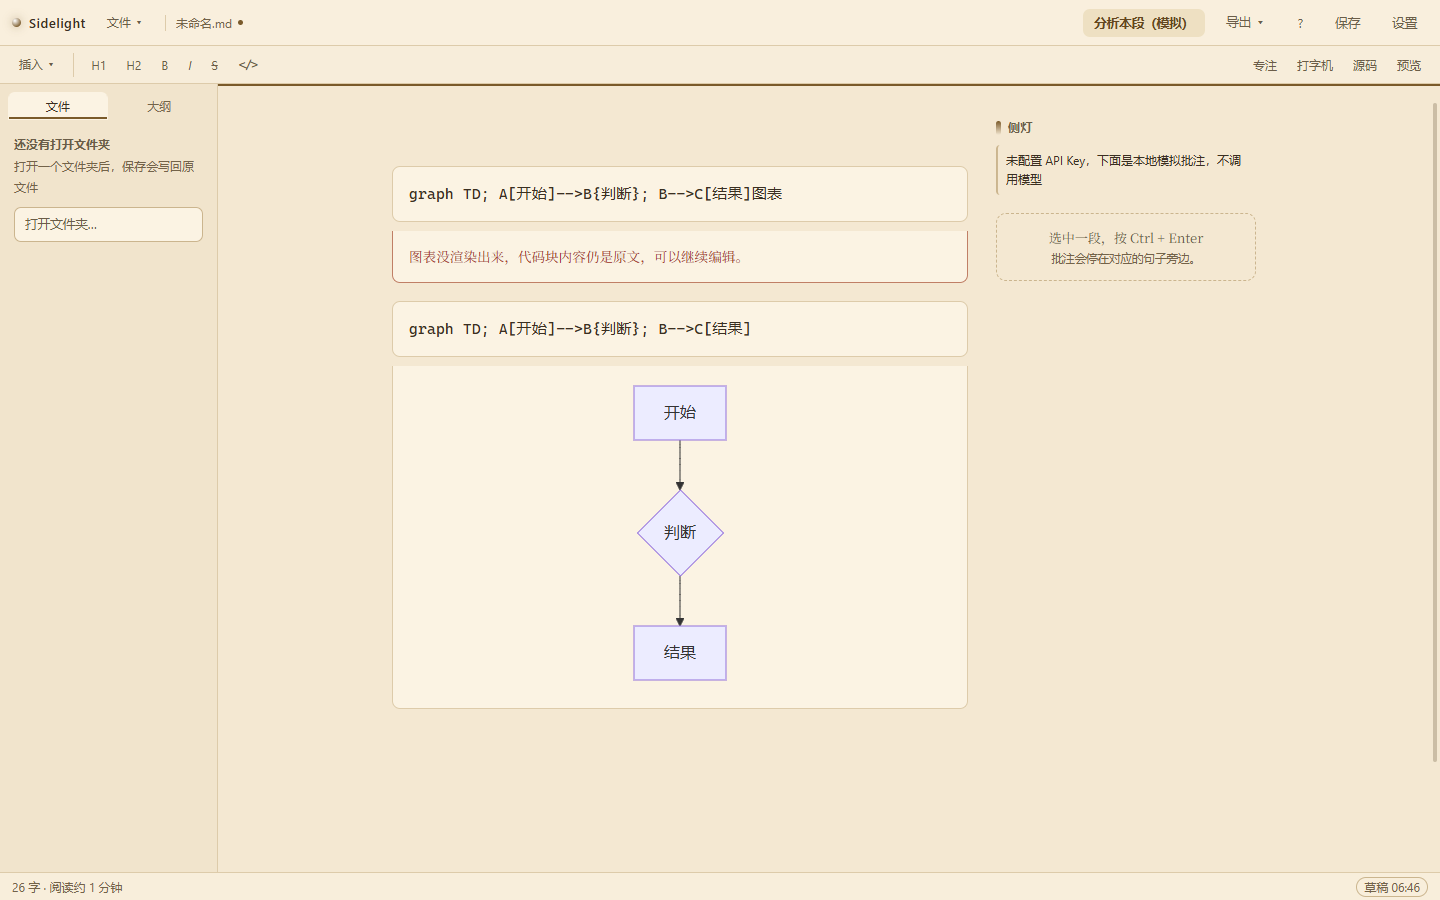 Sidelight 文件 ▾ 未命名.md ● 分析本段（模拟） 导出 ▾ ? 保存 设置
插入 ▾ H1 H2 B I S </> 专注 打字机 源码 预览
文件 大纲
还没有打开文件夹
打开一个文件夹后，保存会写回原
文件
打开文件夹...
graph TD; A[开始]-->B{判断}; B-->C[结果]图表
图表没渲染出来，代码块内容仍是原文，可以继续编辑。
graph TD; A[开始]-->B{判断}; B-->C[结果]
开始
判断
结果
侧灯
未配置 API Key，下面是本地模拟批注，不调
用模型
选中一段，按 Ctrl + Enter
批注会停在对应的句子旁边。
26 字 · 阅读约 1 分钟 草稿 06:46